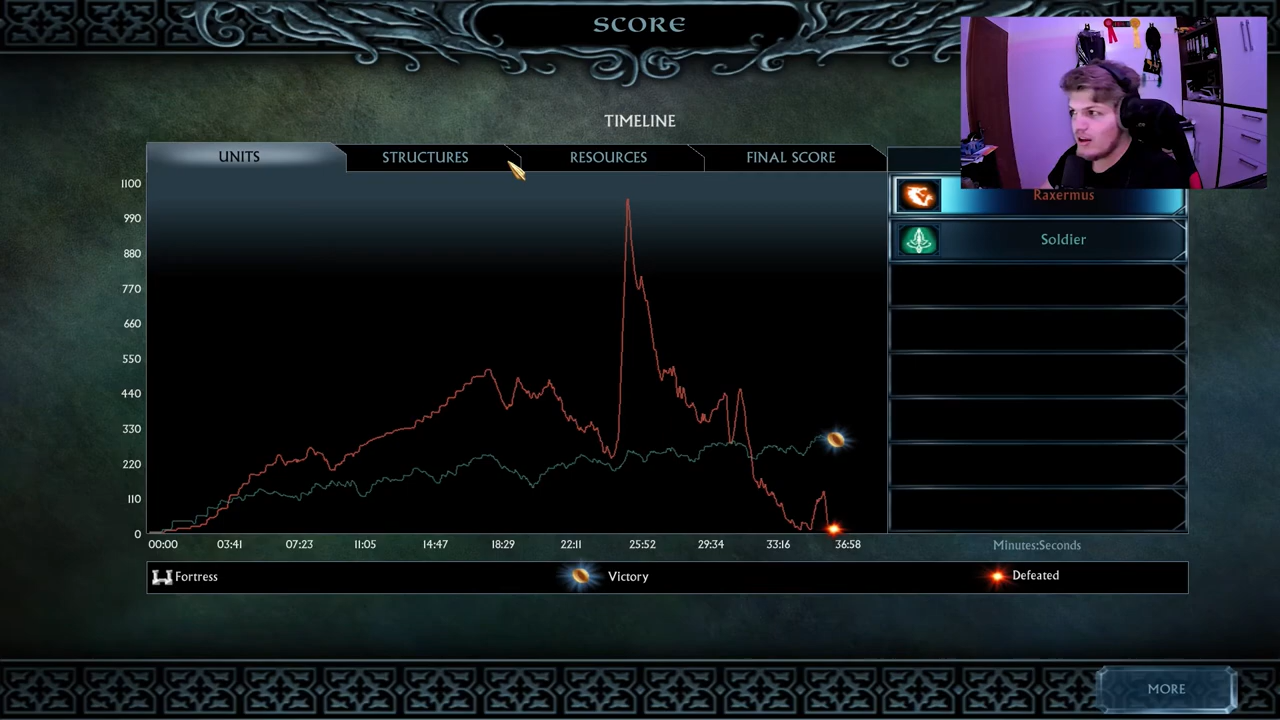 SCORE
TIMELINE
UNITS STRUCTURES RESOURCES FINAL SCORE
1100
990
880
770
660
550
440
330
220
110
0
00:00 03:41 07:23 11:05 14:47 18:29 22:11 25:52 29:34 33:16 36:58
Raxermus
Soldier
Minutes:Seconds
Fortress Victory Defeated
MORE